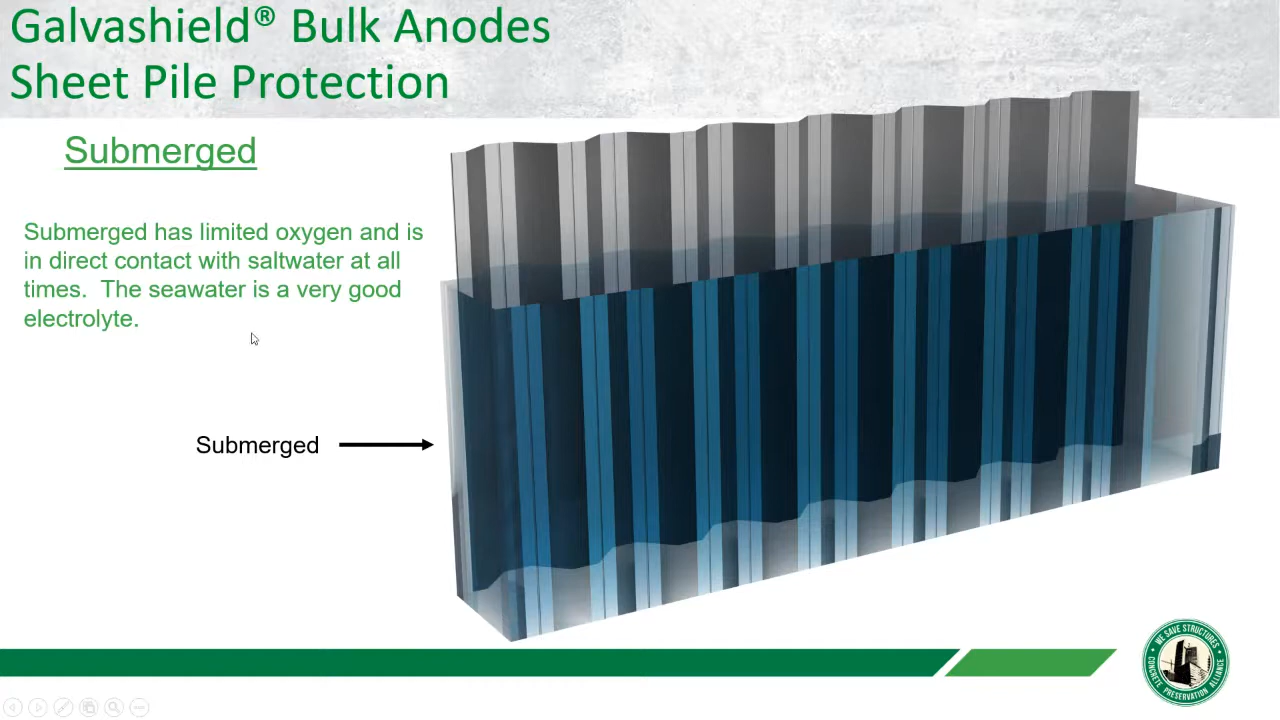 Galvashield® Bulk Anodes
Sheet Pile Protection
Submerged
Submerged has limited oxygen and is
in direct contact with saltwater at all
times.  The seawater is a very good
electrolyte.
Submerged
WE SAVE STRUCTURES
CONCRETE PRESERVATION ALLIANCE